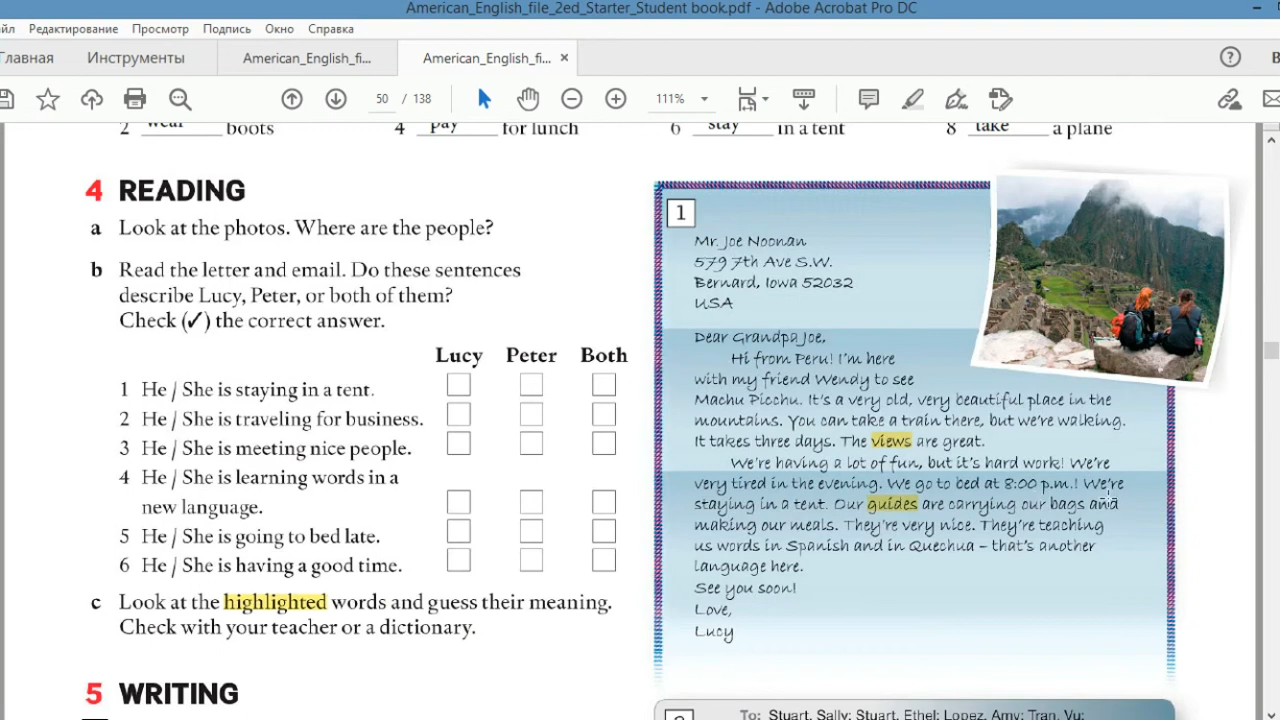 American_English_file_2ed_Starter_Student book.pdf - Adobe Acrobat Pro DC
Редактирование Просмотр Подпись Окно Справка
Главная Инструменты American_English_fi... American_English_fi... ×
50 / 138 111%
2 wear boots 4 pay for lunch 6 stay in a tent 8 take a plane
4 READING
a Look at the photos. Where are the people?
b Read the letter and email. Do these sentences
describe Lucy, Peter, or both of them?
Check (✓) the correct answer.
Lucy Peter Both
1 He / She is staying in a tent.
2 He / She is traveling for business.
3 He / She is meeting nice people.
4 He / She is learning words in a
new language.
5 He / She is going to bed late.
6 He / She is having a good time.
c Look at the highlighted words and guess their meaning.
Check with your teacher or a dictionary.
5 WRITING
1
Mr. Joe Noonan
579 7th Ave S.W.
Bernard, Iowa 52032
USA
Dear Grandpa Joe,
Hi from Peru! I'm here
with my friend Wendy to see
Machu Picchu. It's a very old, very beautiful place in the
mountains. You can take a train there, but we're walking.
It takes three days. The views are great.
We're having a lot of fun, but it's hard work! We're
very tired in the evening. We go to bed at 8:00 p.m.! We're
staying in a tent. Our guides are carrying our bags and
making our meals. They're very nice. They're teaching
us words in Spanish and in Quechua – that's another
language here.
See you soon!
Love,
Lucy
To: Stuart, Sally; Stuart, Ethel; Lopez, Amy; Tran, Vu;